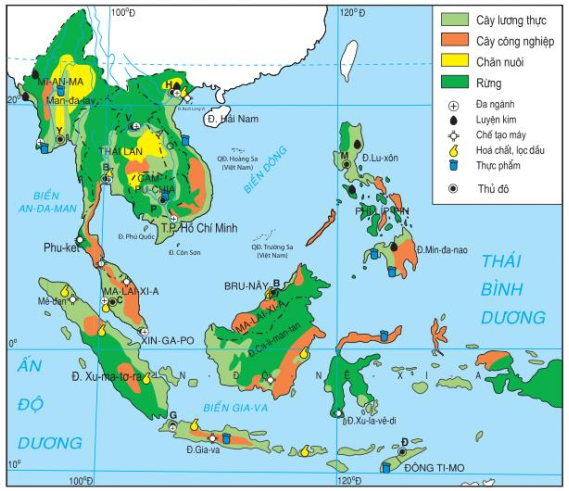 100°Đ
120°Đ
Cây lương thực
Cây công nghiệp
Chăn nuôi
Rừng
Đa ngành
Luyện kim
Chế tạo máy
Hoá chất, lọc dầu
Thực phẩm
Thủ đô
MI-AN-MA
Man-đa-lay
20°
H
Y
V
Đ. Hải Nam
THÁI LAN
LÀO
QĐ. Hoàng Sa
(Việt Nam)
BIỂN ĐÔNG
Đ.Lu-xôn
M
B
CAM
PU-CHIA
P
BIỂN
AN-ĐA-MAN
T.P. Hồ Chí Minh
Đ. Phú Quốc
Đ. Côn Sơn
QĐ. Trường Sa
(Việt Nam)
PHI-LÍP-PIN
Phu-ket
Đ.Min-đa-nao
THÁI
BÌNH
DƯƠNG
BRU-NÂY
B
MA-LAI-XI-A
MA-LAI-XI-A
Mê-đan
C
XIN-GA-PO
Đ.Ca-li-man-tan
0°
0°
ẤN
ĐỘ
DƯƠNG
Đ. Xu-ma-tơ-ra
I N - Đ Ô - N Ê - X I - A
BIỂN GIA-VA
Đ.Xu-la-vê-di
G
Đ.Gia-va
Đ
ĐÔNG TI-MO
10°
100°Đ
120°Đ